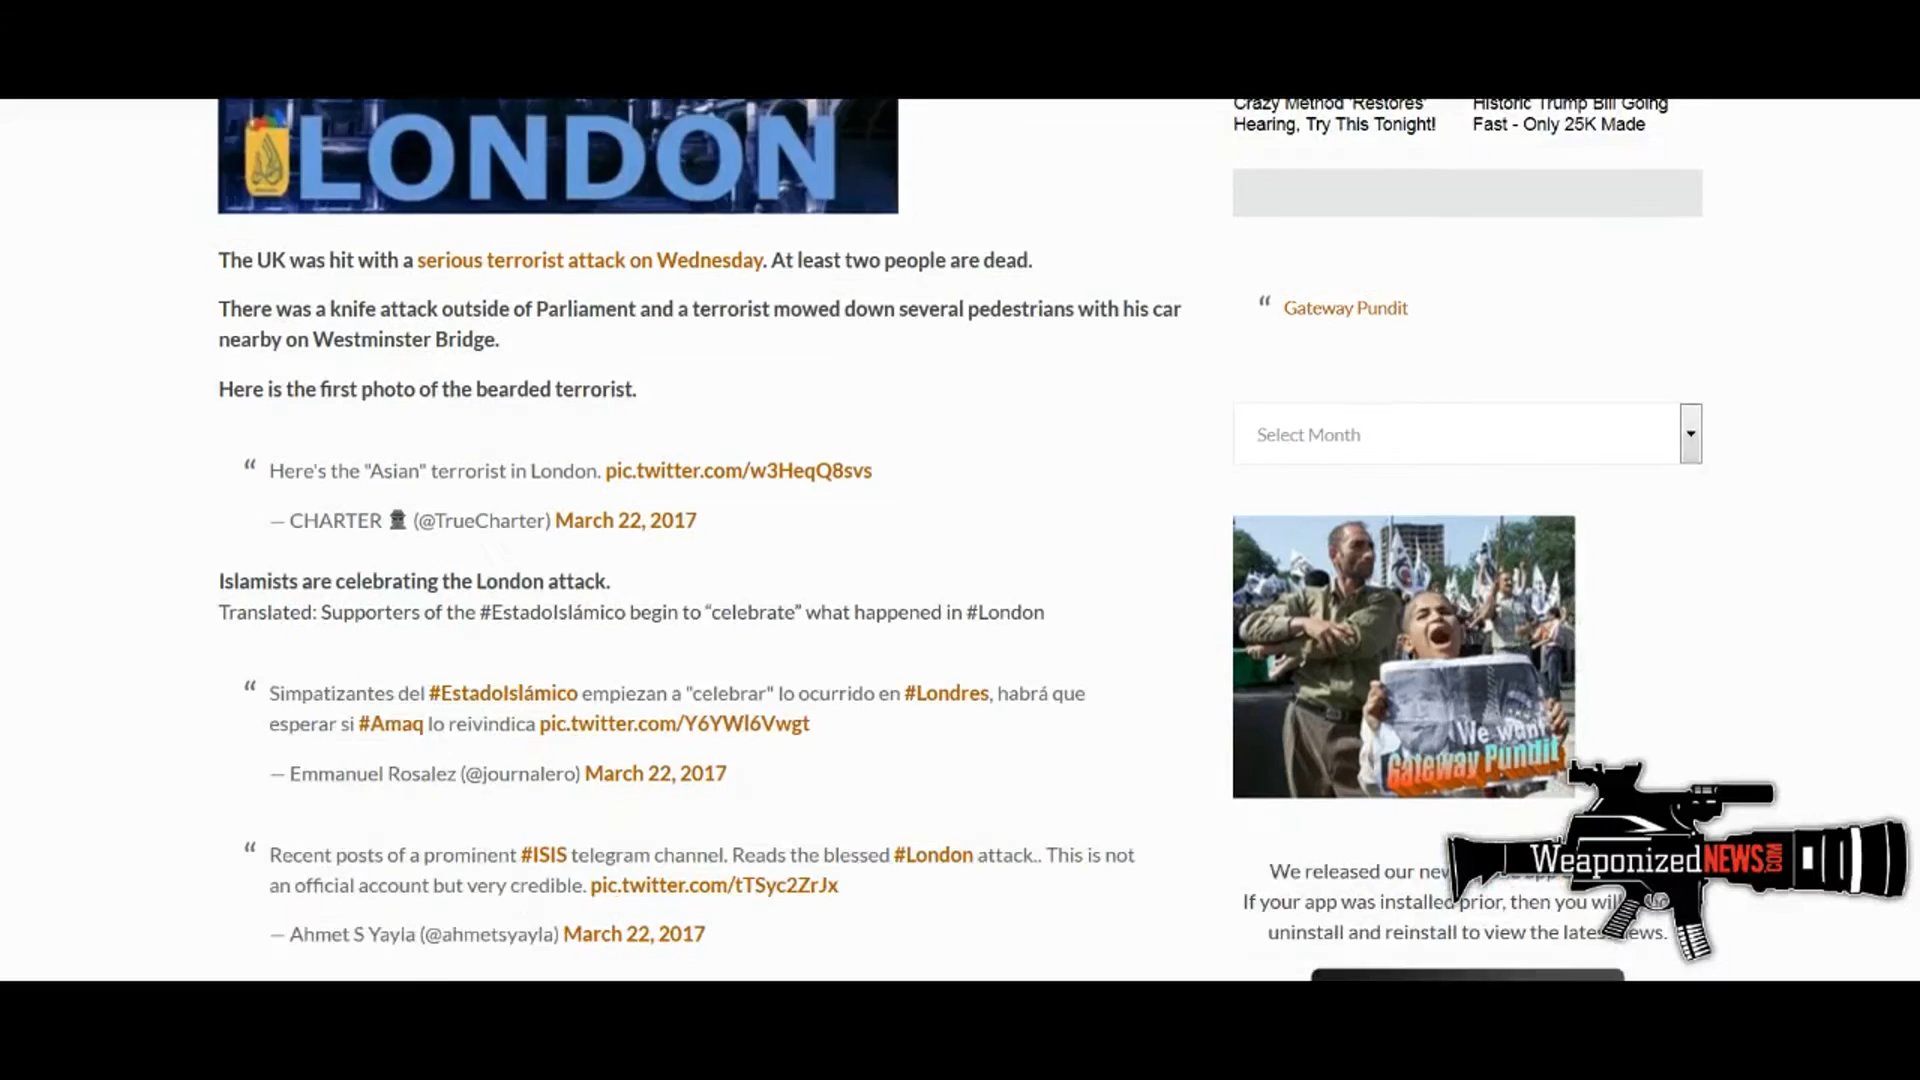 LONDON
The UK was hit with a serious terrorist attack on Wednesday. At least two people are dead.
There was a knife attack outside of Parliament and a terrorist mowed down several pedestrians with his car
nearby on Westminster Bridge.
Here is the first photo of the bearded terrorist.
“ Here's the "Asian" terrorist in London. pic.twitter.com/w3HeqQ8svs
— CHARTER (@TrueCharter) March 22, 2017
Islamists are celebrating the London attack.
Translated: Supporters of the #EstadoIslámico begin to “celebrate” what happened in #London
“ Simpatizantes del #EstadoIslámico empiezan a "celebrar" lo ocurrido en #Londres, habrá que
esperar si #Amaq lo reivindica pic.twitter.com/Y6YWl6Vwgt
— Emmanuel Rosalez (@journalero) March 22, 2017
“ Recent posts of a prominent #ISIS telegram channel. Reads the blessed #London attack.. This is not
an official account but very credible. pic.twitter.com/tTSyc2ZrJx
— Ahmet S Yayla (@ahmetsyayla) March 22, 2017
Crazy Method Restores
Hearing, Try This Tonight!
Historic Trump Bill Going
Fast - Only 25K Made
“ Gateway Pundit
Select Month
We want
Gateway Pundit
We released our new
If your app was installed prior, then you will
uninstall and reinstall to view the latest news.
WeaponizedNEWS.COM